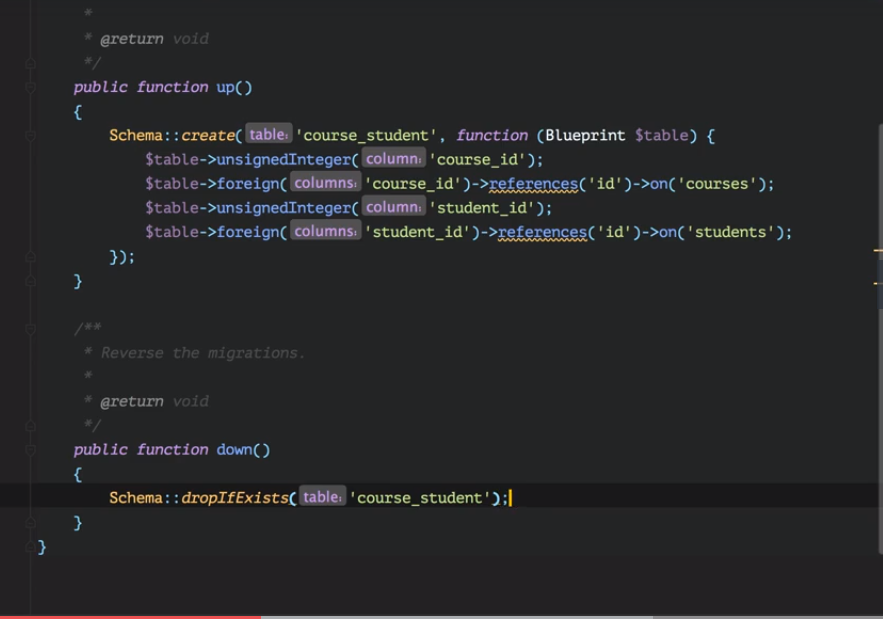 *
* @return void
*/
public function up()
{
Schema::create( table: 'course_student', function (Blueprint $table) {
$table->unsignedInteger( column: 'course_id');
$table->foreign( columns: 'course_id')->references('id')->on('courses');
$table->unsignedInteger( column: 'student_id');
$table->foreign( columns: 'student_id')->references('id')->on('students');
});
}
/**
* Reverse the migrations.
*
* @return void
*/
public function down()
{
Schema::dropIfExists( table: 'course_student');
}
}